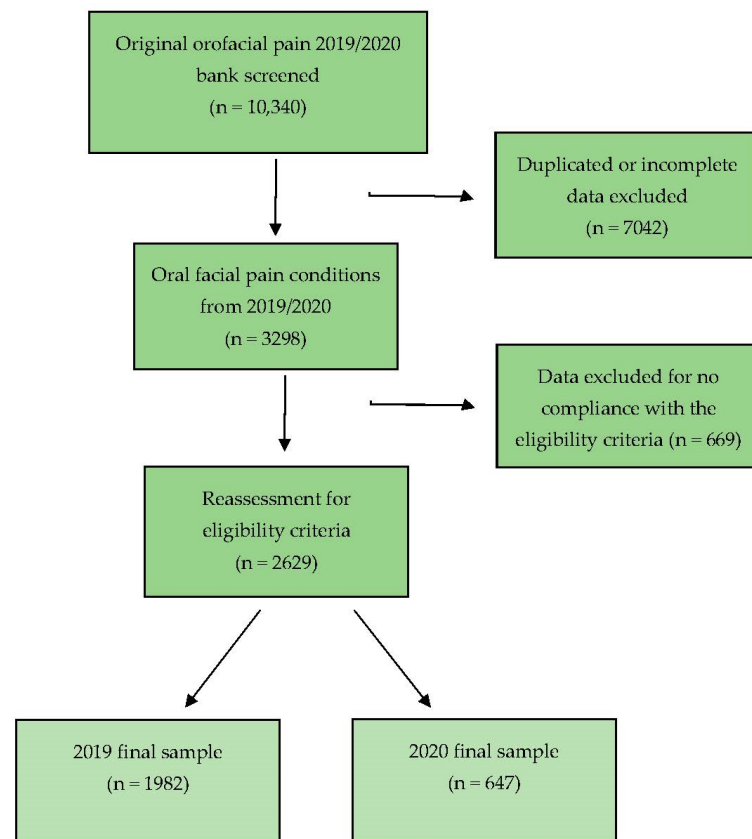 Original orofacial pain 2019/2020
bank screened
(n = 10,340)
Duplicated or incomplete
data excluded
n = 7042)
Oral facial pain conditions
from 2019/2020
(n = 3298)
Data excluded for no
compliance with the
eligibility criteria (n = 669)
Reassessment for
eligibility criteria
(n = 2629)
2019 final sample
(n = 1982)
2020 final sample
(n = 647)